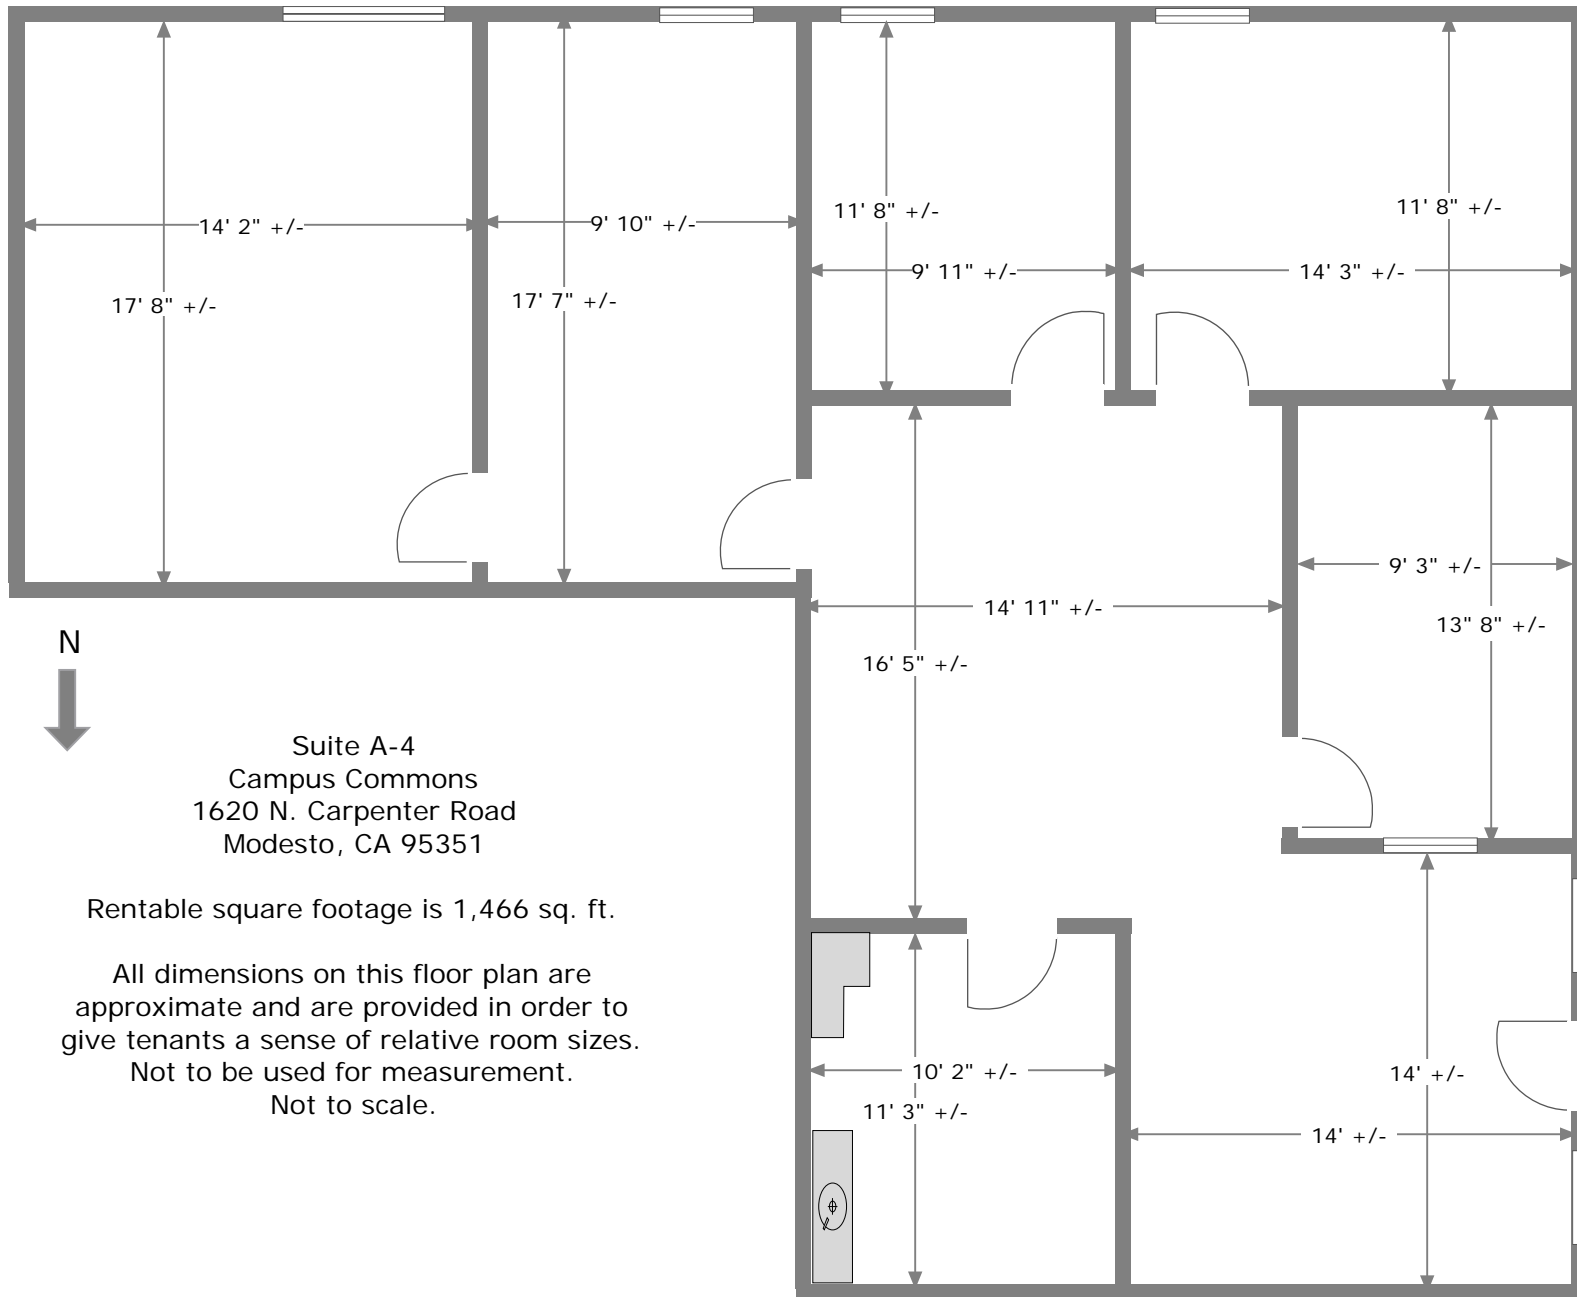 11' 8" +/-
11' 8" +/-
14' 2" +/-
9' 10" +/-
9' 11" +/-
14' 3" +/-
17' 8" +/-
17' 7" +/-
9' 3" +/-
14' 11" +/-
13" 8" +/-
16' 5" +/-
N
Suite A-4
Campus Commons
1620 N. Carpenter Road
Modesto, CA 95351
Rentable square footage is 1,466 sq. ft.
All dimensions on this floor plan are
approximate and are provided in order to
give tenants a sense of relative room sizes.
Not to be used for measurement.
Not to scale.
10' 2" +/-
14' +/-
11' 3" +/-
14' +/-